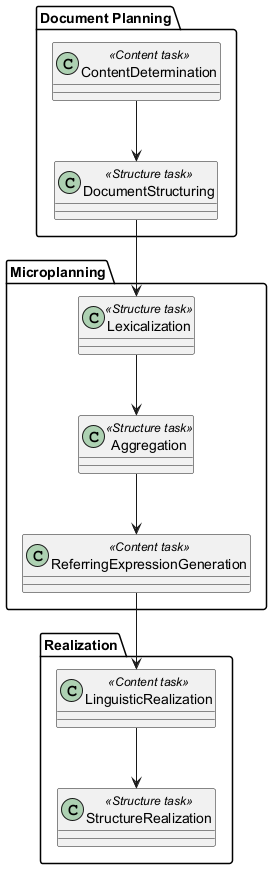 Document Planning
C
«Content task»
ContentDetermination
C
«Structure task»
DocumentStructuring
Microplanning
C
«Structure task»
Lexicalization
C
«Structure task»
Aggregation
C
«Content task»
ReferringExpressionGeneration
Realization
C
«Content task»
LinguisticRealization
C
«Structure task»
StructureRealization